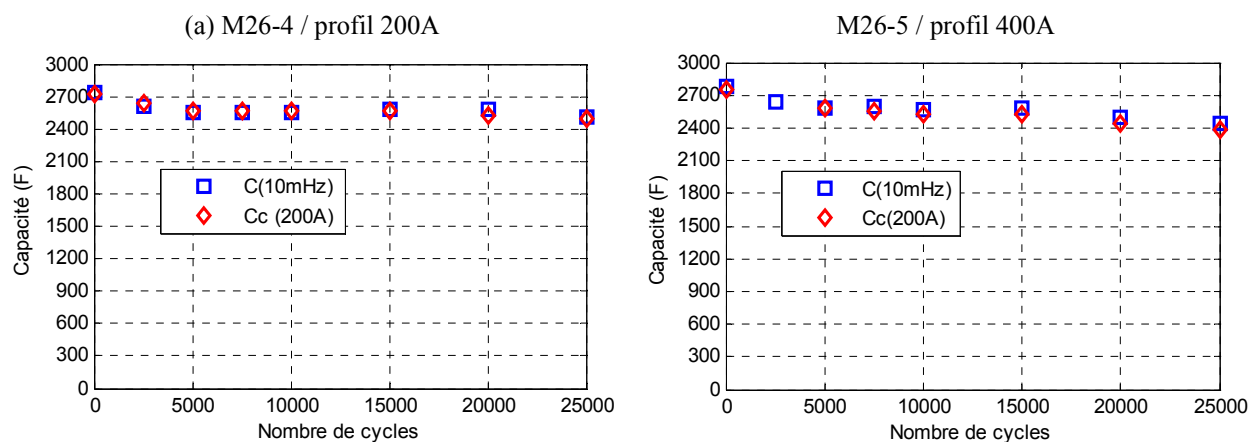 (a) M26-4 / profil 200A
3000
2700
2400
2100
1800
1500
1200
900
600
300
0
Capacité (F)
C(10mHz)
Cc (200A)
0 5000 10000 15000 20000 25000
Nombre de cycles
M26-5 / profil 400A
3000
2700
2400
2100
1800
1500
1200
900
600
300
0
Capacité (F)
C(10mHz)
Cc(200A)
0 5000 10000 15000 20000 25000
Nombre de cycles